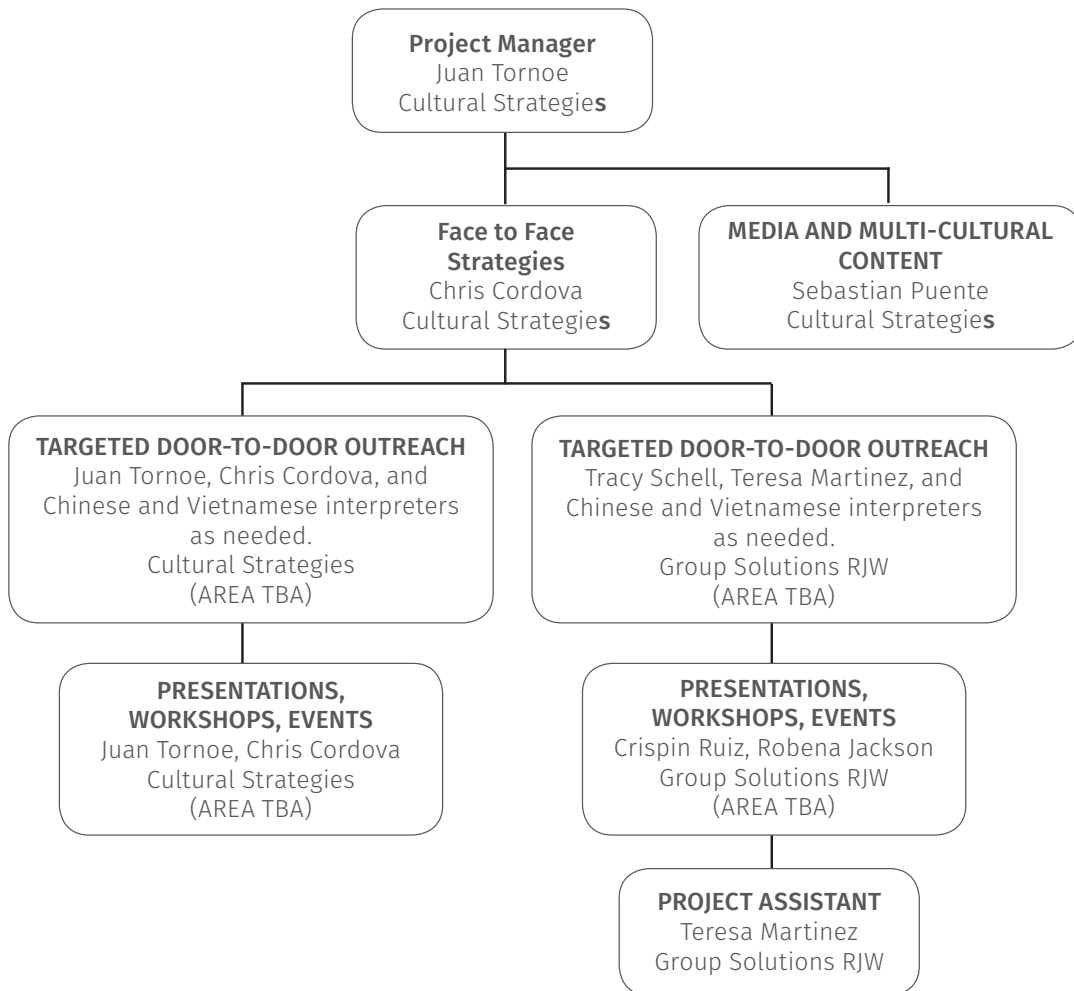 Project Manager
Juan Tornoe
Cultural Strategies
Face to Face
Strategies
Chris Cordova
Cultural Strategies
MEDIA AND MULTI-CULTURAL
CONTENT
Sebastian Puente
Cultural Strategies
TARGETED DOOR-TO-DOOR OUTREACH
Juan Tornoe, Chris Cordova, and
Chinese and Vietnamese interpreters
as needed.
Cultural Strategies
(AREA TBA)
TARGETED DOOR-TO-DOOR OUTREACH
Tracy Schell, Teresa Martinez, and
Chinese and Vietnamese interpreters
as needed.
Group Solutions RJW
(AREA TBA)
PRESENTATIONS,
WORKSHOPS, EVENTS
Juan Tornoe, Chris Cordova
Cultural Strategies
(AREA TBA)
PRESENTATIONS,
WORKSHOPS, EVENTS
Crispin Ruiz, Robena Jackson
Group Solutions RJW
(AREA TBA)
PROJECT ASSISTANT
Teresa Martinez
Group Solutions RJW